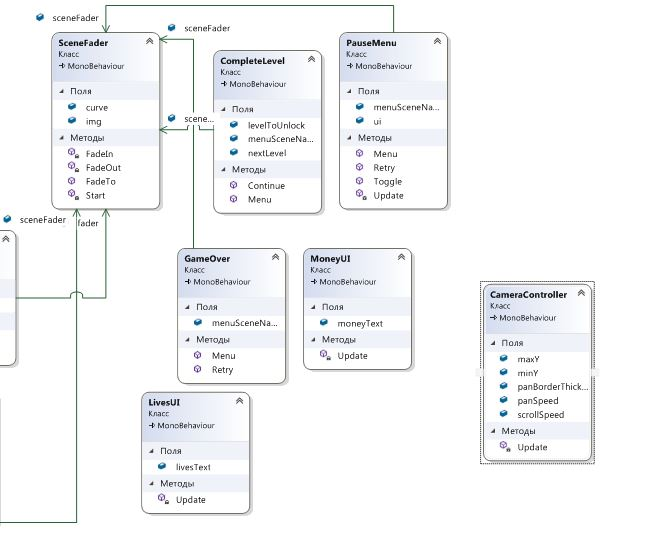 sceneFader
SceneFader
Класс
MonoBehaviour
Поля
curve
img
Методы
FadeIn
FadeOut
FadeTo
Start
sceneFader
scene...
CompleteLevel
Класс
MonoBehaviour
Поля
levelToUnlock
menuSceneNa...
nextLevel
Методы
Continue
Menu
PauseMenu
Класс
MonoBehaviour
Поля
menuSceneNa...
ui
Методы
Menu
Retry
Toggle
Update
sceneFader
fader
GameOver
Класс
MonoBehaviour
Поля
menuSceneNa...
Методы
Menu
Retry
MoneyUI
Класс
MonoBehaviour
Поля
moneyText
Методы
Update
CameraController
Класс
MonoBehaviour
Поля
maxY
minY
panBorderThick...
panSpeed
scrollSpeed
Методы
Update
LivesUI
Класс
MonoBehaviour
Поля
livesText
Методы
Update